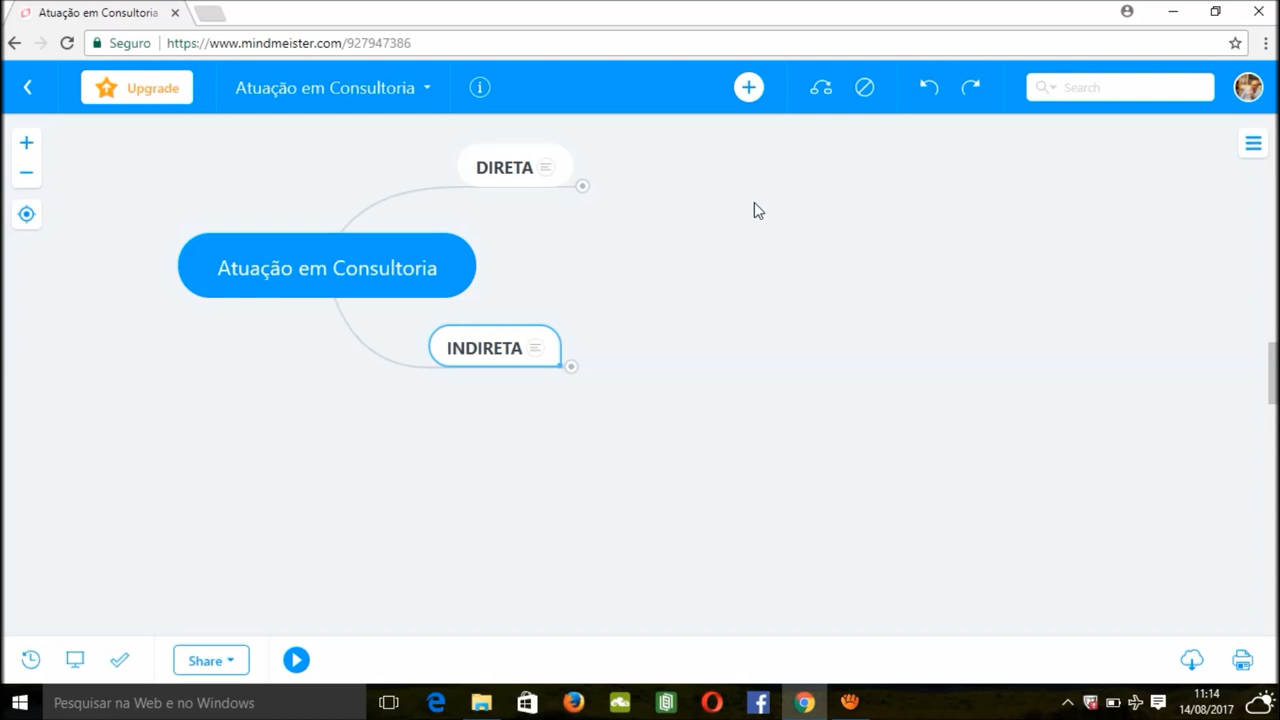 Atuação em Consultoria
Seguro
https://www.mindmeister.com/927947386
Upgrade
Atuação em Consultoria
Search
DIRETA
Atuação em Consultoria
INDIRETA
Share
Pesquisar na Web e no Windows
11:14
14/08/2017